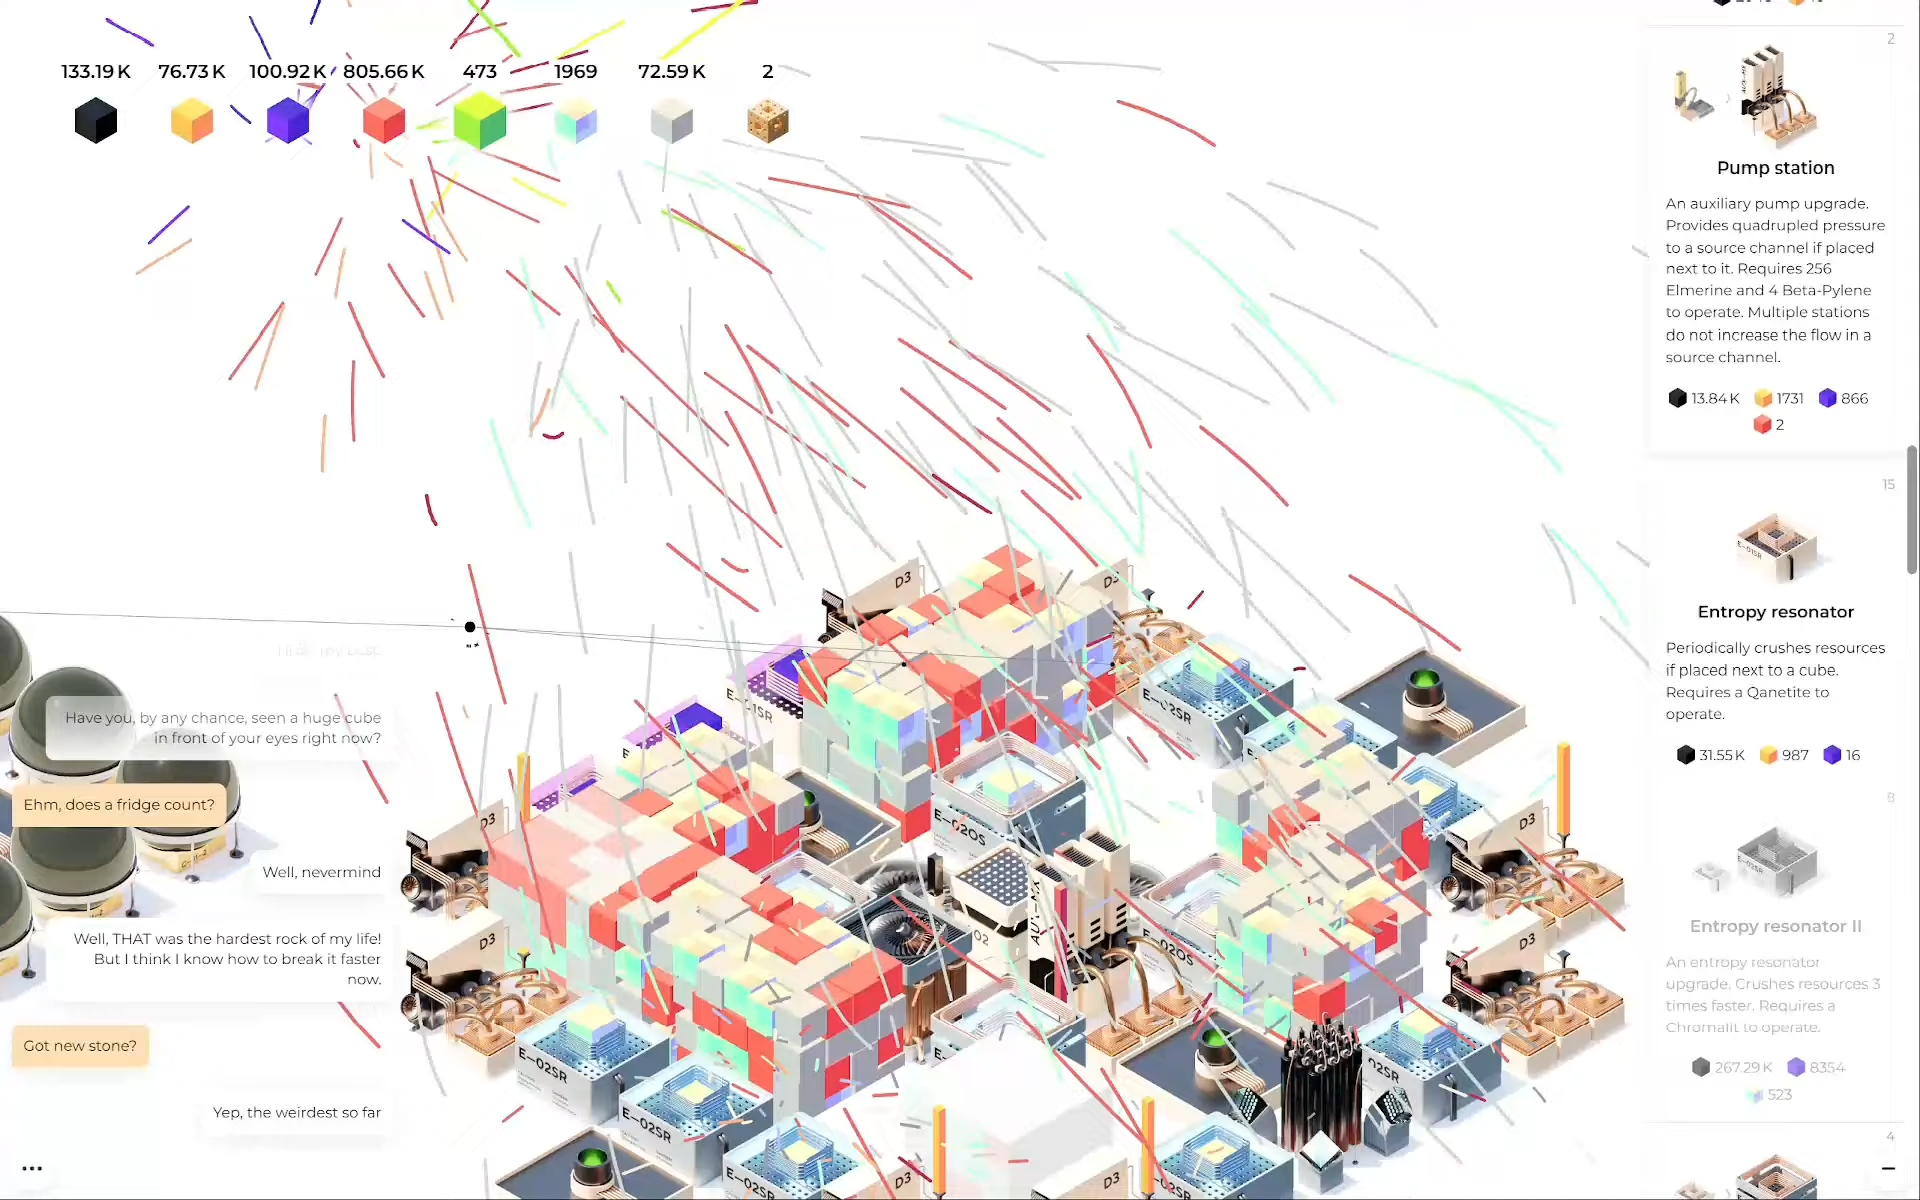 133.19 K
76.73 K
100.92 K
805.66 K
473
1969
72.59 K
2
2
Pump station
An auxiliary pump upgrade.
Provides quadrupled pressure
to a source channel if placed
next to it. Requires 256
Elmerine and 4 Beta-Pylene
to operate. Multiple stations
do not increase the flow in a
source channel.
13.84 K
1731
866
2
15
Entropy resonator
Periodically crushes resources
if placed next to a cube.
Requires a Qanetite to
operate.
31.55 K
987
16
8
Entropy resonator II
An entropy resonator
upgrade. Crushes resources 3
times faster. Requires a
Chromalit to operate.
267.29 K
8354
523
4
Have you, by any chance, seen a huge cube
in front of your eyes right now?
Ehm, does a fridge count?
Well, nevermind
Well, THAT was the hardest rock of my life!
But I think I know how to break it faster
now.
Got new stone?
Yep, the weirdest so far
D3
D3
E-01SR
E-02SR
D3
E-02OS
D3
D3
E-02OS
D3
E-02SR
E-02SR
E-02SR
E-02SR
D3
D3